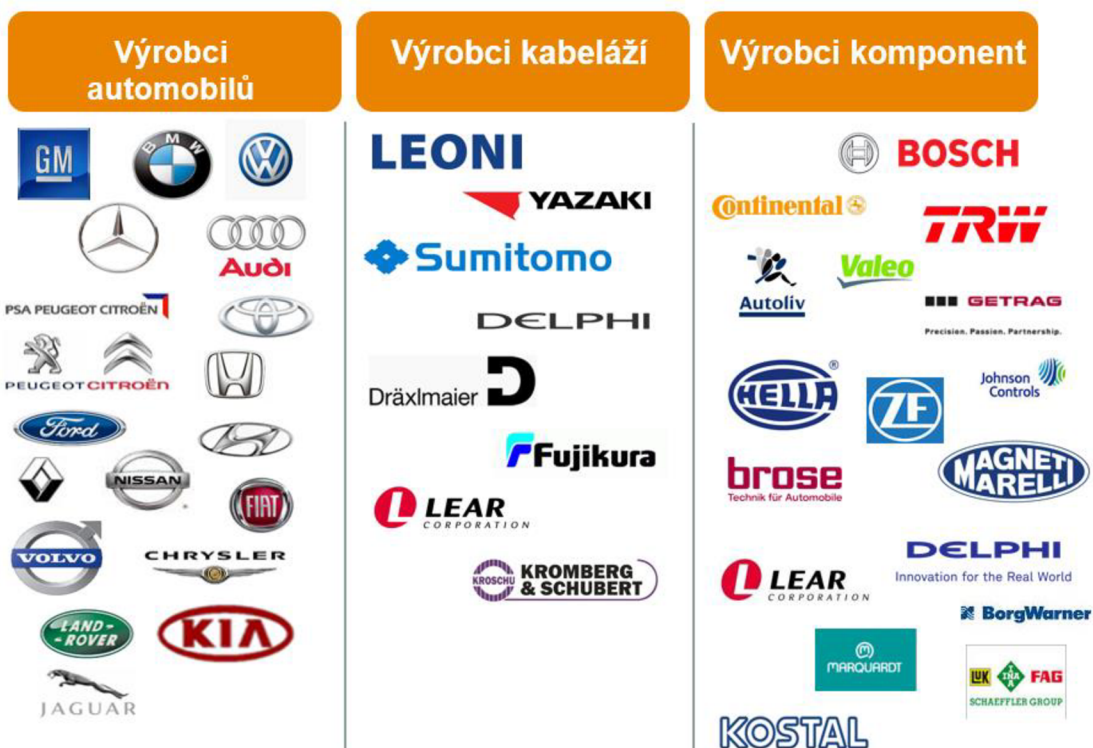 Výrobci
automobilů
GM
BMW
VW
Audi
PSA PEUGEOT CITROËN
PEUGEOT CITROËN
Ford
NISSAN
FIAT
VOLVO
CHRYSLER
LAND-
-ROVER
KIA
JAGUAR
Výrobci kabeláží
LEONI
YAZAKI
Sumitomo
DELPHI
Dräxlmaier
Fujikura
LEAR
CORPORATION
KROSCHU
KROMBERG
& SCHUBERT
Výrobci komponent
BOSCH
Continental
TRW
Autoliv
Valeo
GETRAG
Precision. Passion. Partnership.
HELLA
®
ZF
Johnson
Controls
brose
Technik für Automobile
MAGNETI
MARELLI
DELPHI
Innovation for the Real World
LEAR
CORPORATION
BorgWarner
MARQUARDT
LUK
INA
FAG
SCHAEFFLER GROUP
KOSTAL